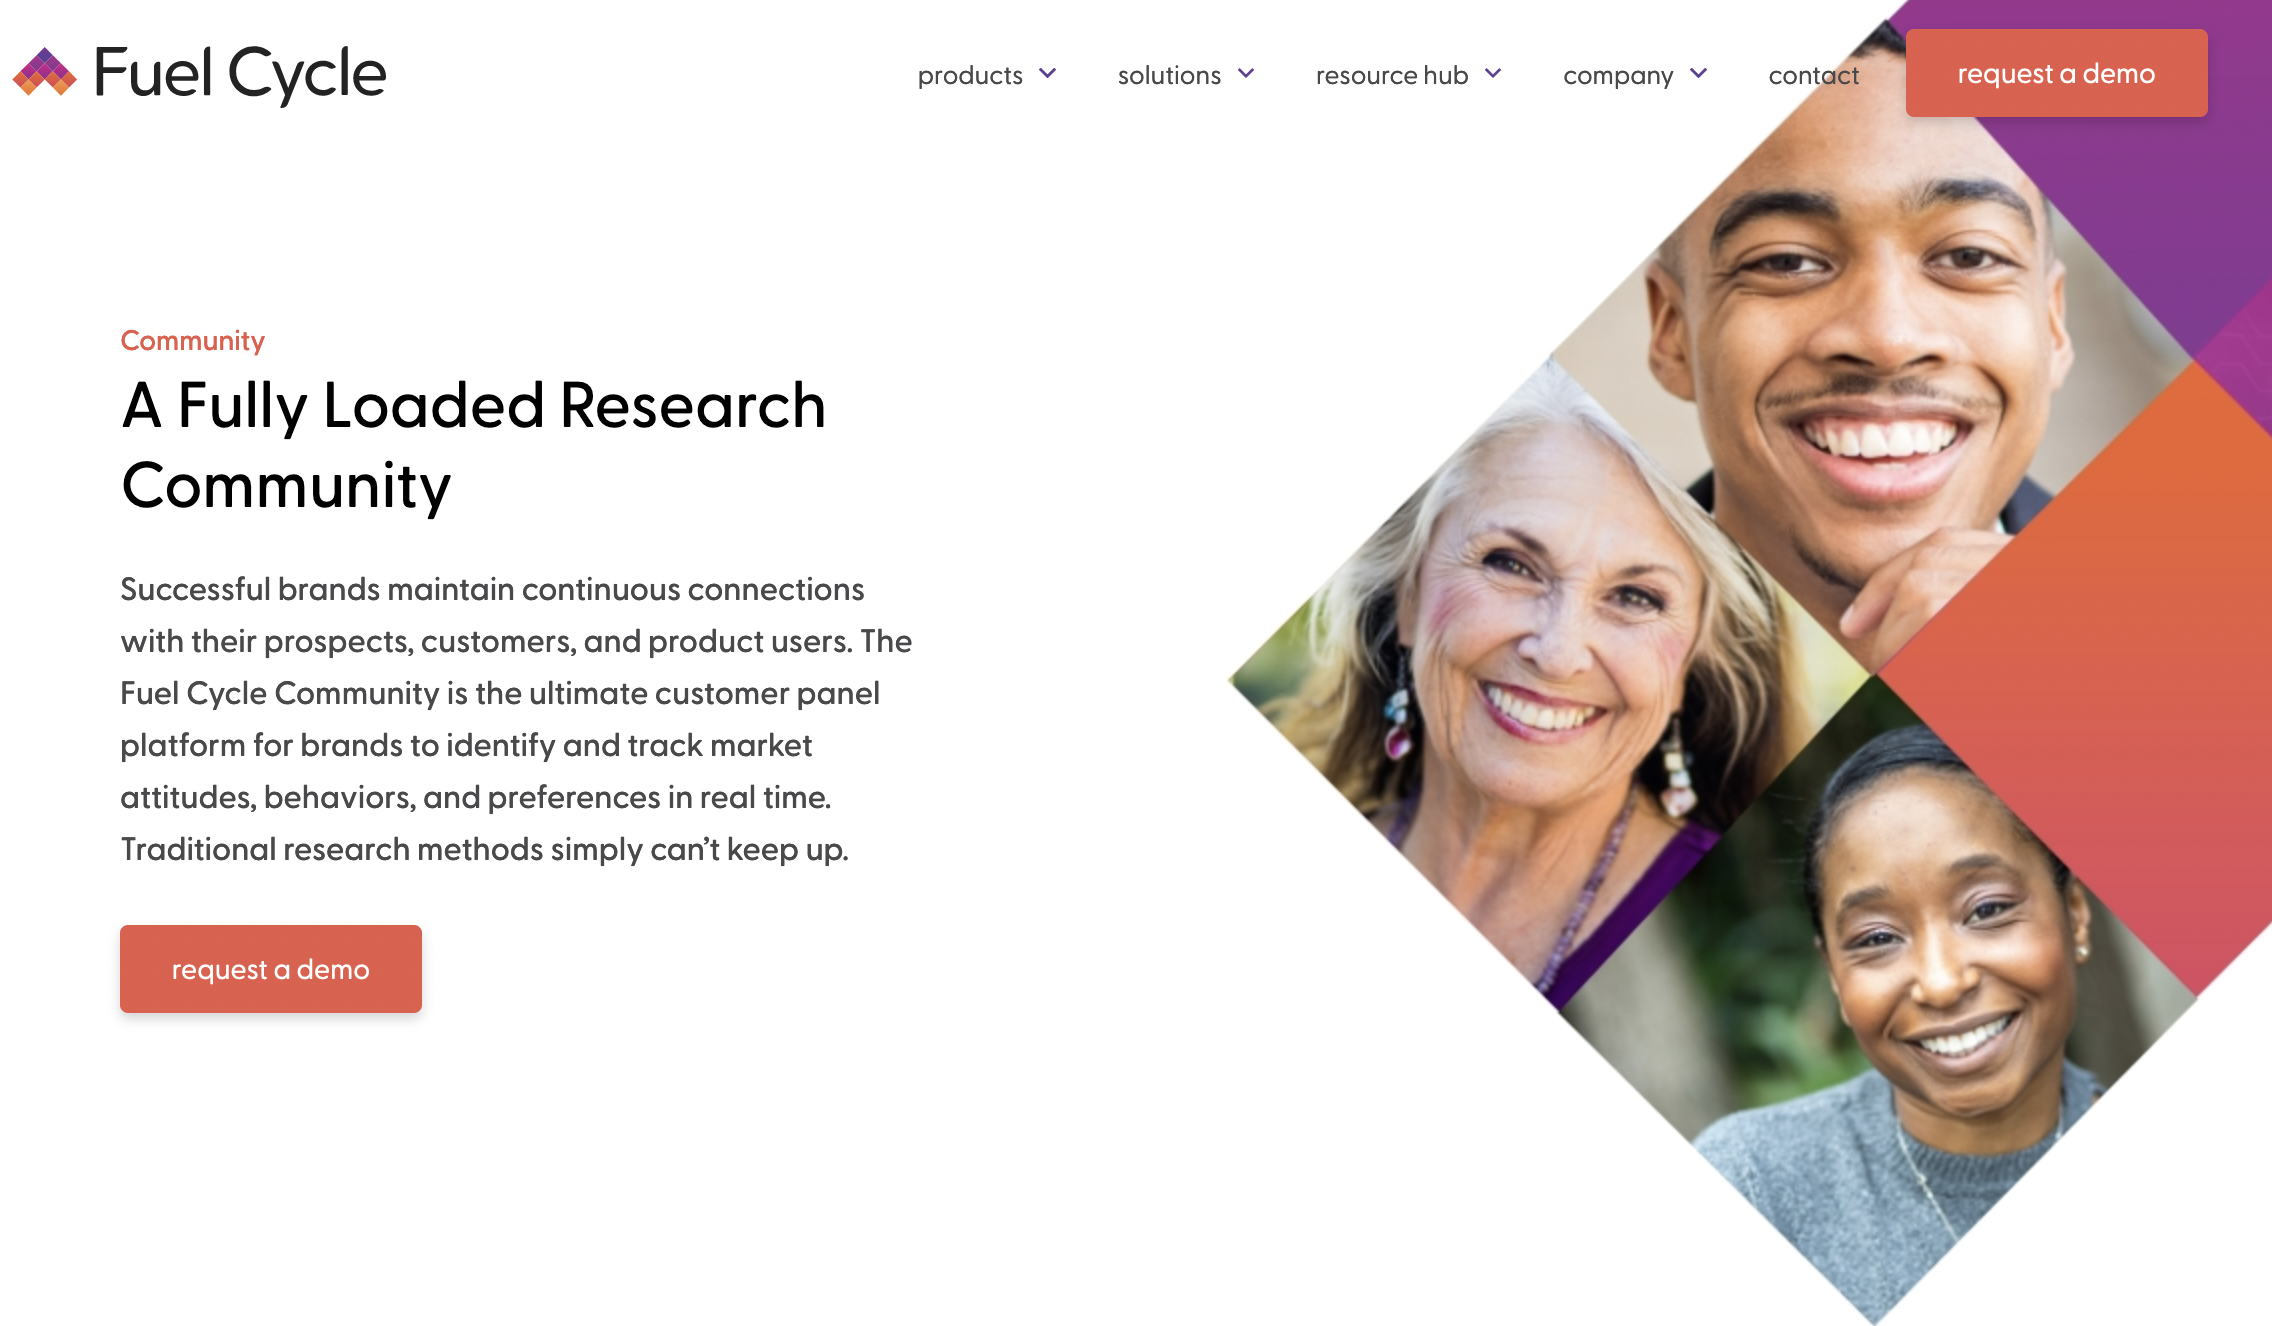 Fuel Cycle
products
solutions
resource hub
company
contact
request a demo
Community
A Fully Loaded Research
Community
Successful brands maintain continuous connections
with their prospects, customers, and product users. The
Fuel Cycle Community is the ultimate customer panel
platform for brands to identify and track market
attitudes, behaviors, and preferences in real time.
Traditional research methods simply can’t keep up.
request a demo